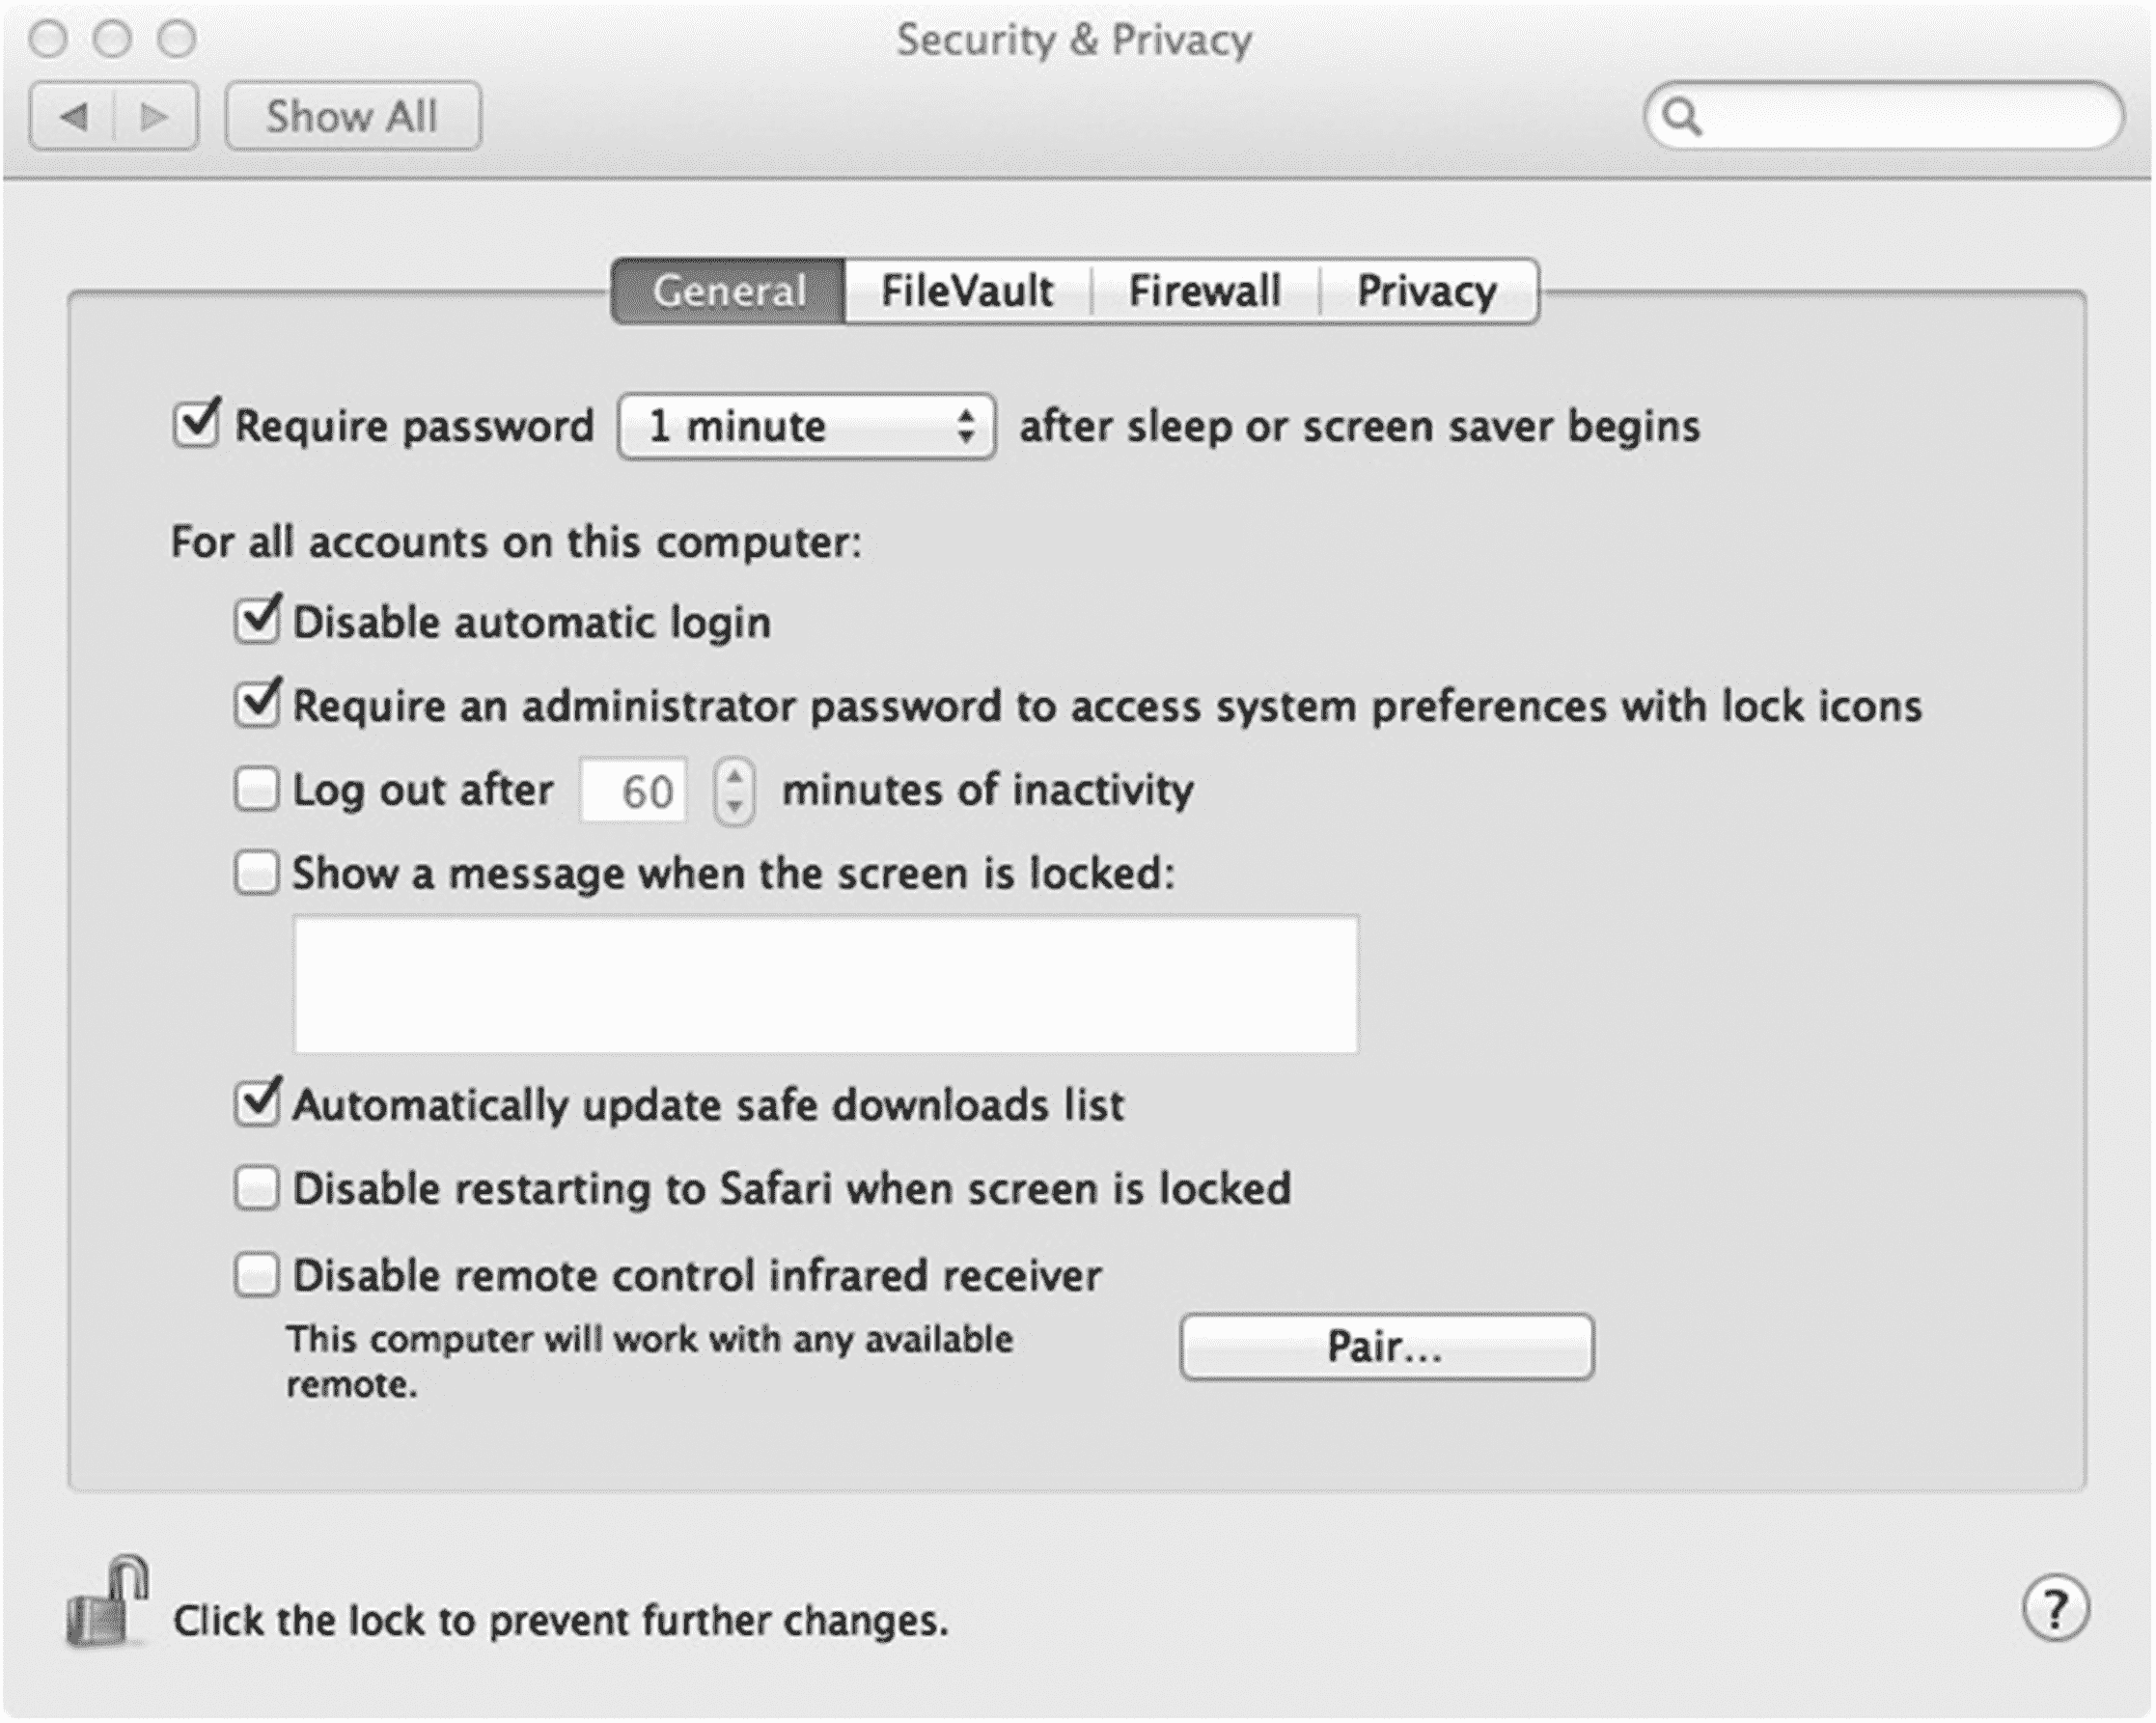 Security & Privacy
Show All
General FileVault Firewall Privacy
Require password 1 minute after sleep or screen saver begins
For all accounts on this computer:
Disable automatic login
Require an administrator password to access system preferences with lock icons
Log out after 60 minutes of inactivity
Show a message when the screen is locked:
Automatically update safe downloads list
Disable restarting to Safari when screen is locked
Disable remote control infrared receiver
This computer will work with any available
remote.
Pair...
Click the lock to prevent further changes.
?